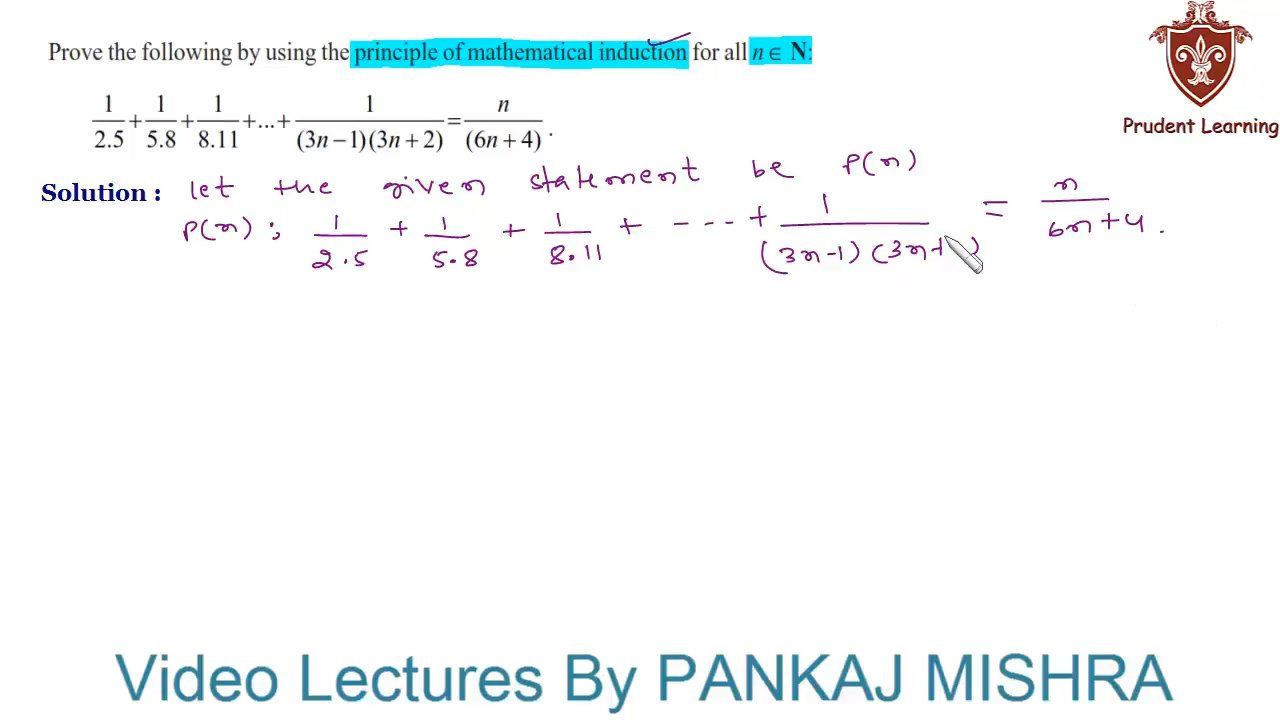 Prove the following by using the principle of mathematical induction for all n ∈ N:
1/2.5 + 1/5.8 + 1/8.11 + ... + 1/((3n − 1)(3n + 2)) = n/(6n + 4).
Prudent Learning
Solution : let the given statement be P(n)
P(n) ; 1/2.5 + 1/5.8 + 1/8.11 + - - - - + 1/((3n-1)(3n+ )) = n/6n+4 .
Video Lectures By PANKAJ MISHRA